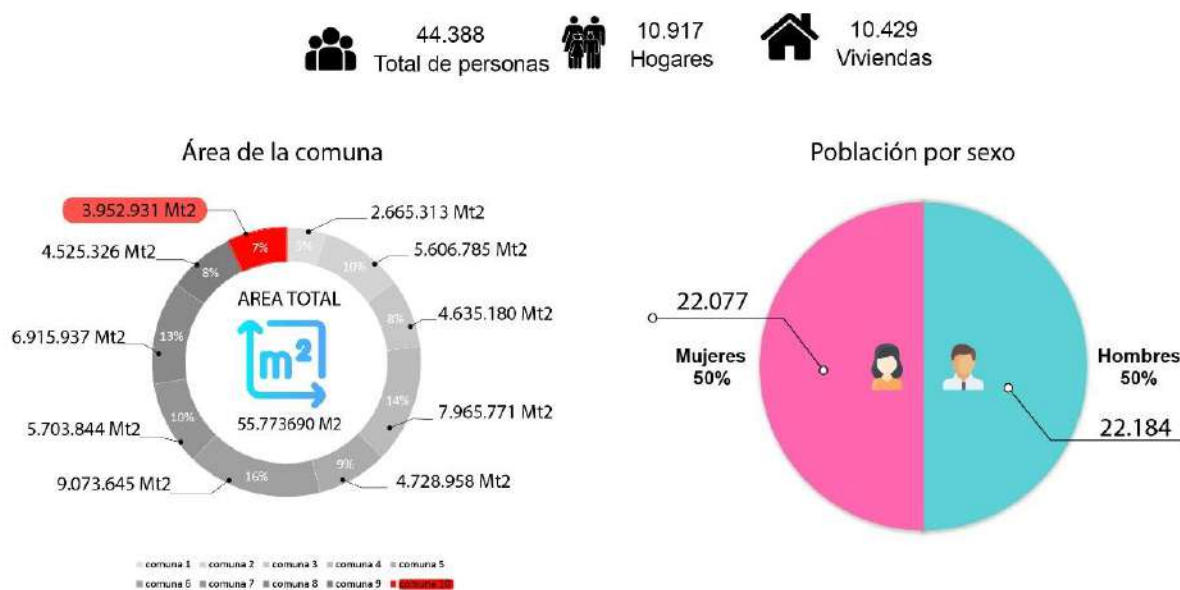 44.388
Total de personas
10.917
Hogares
10.429
Viviendas
Área de la comuna
Población por sexo
3.952.931 Mt2
2.665.313 Mt2
4.525.326 Mt2
5.606.785 Mt2
7%
5%
8%
10%
AREA TOTAL
4.635.180 Mt2
8%
6.915.937 Mt2
13%
m²
22.077
Mujeres
50%
Hombres
50%
22.184
14%
7.965.771 Mt2
10%
55.773690 M2
5.703.844 Mt2
9%
16%
4.728.958 Mt2
9.073.645 Mt2
comuna 1 comuna 2 comuna 3 comuna 4 comuna 5
comuna 6 comuna 7 comuna 8 comuna 9 comuna 10